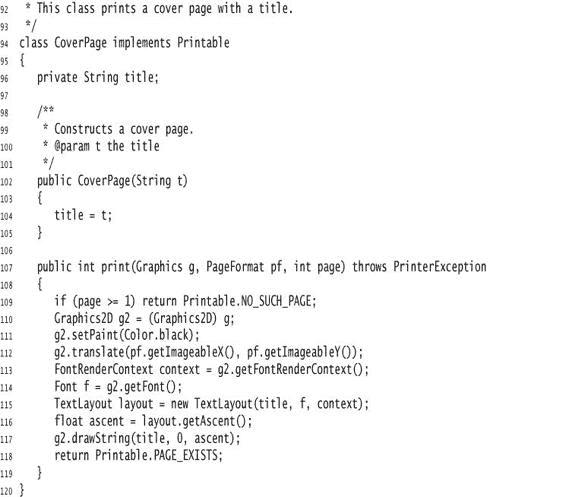 92  * This class prints a cover page with a title.
93  */
94 class CoverPage implements Printable
95 {
96    private String title;
97
98    /**
99     * Constructs a cover page.
100     * @param t the title
101     */
102    public CoverPage(String t)
103    {
104       title = t;
105    }
106
107    public int print(Graphics g, PageFormat pf, int page) throws PrinterException
108    {
109       if (page >= 1) return Printable.NO_SUCH_PAGE;
110       Graphics2D g2 = (Graphics2D) g;
111       g2.setPaint(Color.black);
112       g2.translate(pf.getImageableX(), pf.getImageableY());
113       FontRenderContext context = g2.getFontRenderContext();
114       Font f = g2.getFont();
115       TextLayout layout = new TextLayout(title, f, context);
116       float ascent = layout.getAscent();
117       g2.drawString(title, 0, ascent);
118       return Printable.PAGE_EXISTS;
119    }
120 }